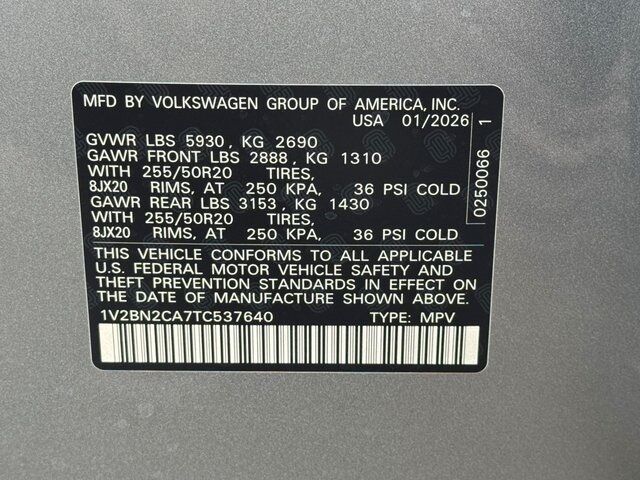 MFD BY VOLKSWAGEN GROUP OF AMERICA, INC.
USA 01/2026
GVWR LBS 5930, KG 2690
GAWR FRONT LBS 2888, KG 1310
WITH 255/50R20 TIRES,
8JX20 RIMS, AT 250 KPA, 36 PSI COLD
GAWR REAR LBS 3153, KG 1430
WITH 255/50R20 TIRES,
8JX20 RIMS, AT 250 KPA, 36 PSI COLD
THIS VEHICLE CONFORMS TO ALL APPLICABLE
U.S. FEDERAL MOTOR VEHICLE SAFETY AND
THEFT PREVENTION STANDARDS IN EFFECT ON
THE DATE OF MANUFACTURE SHOWN ABOVE.
1V2BN2CA7TC537640 TYPE: MPV
0250066 1